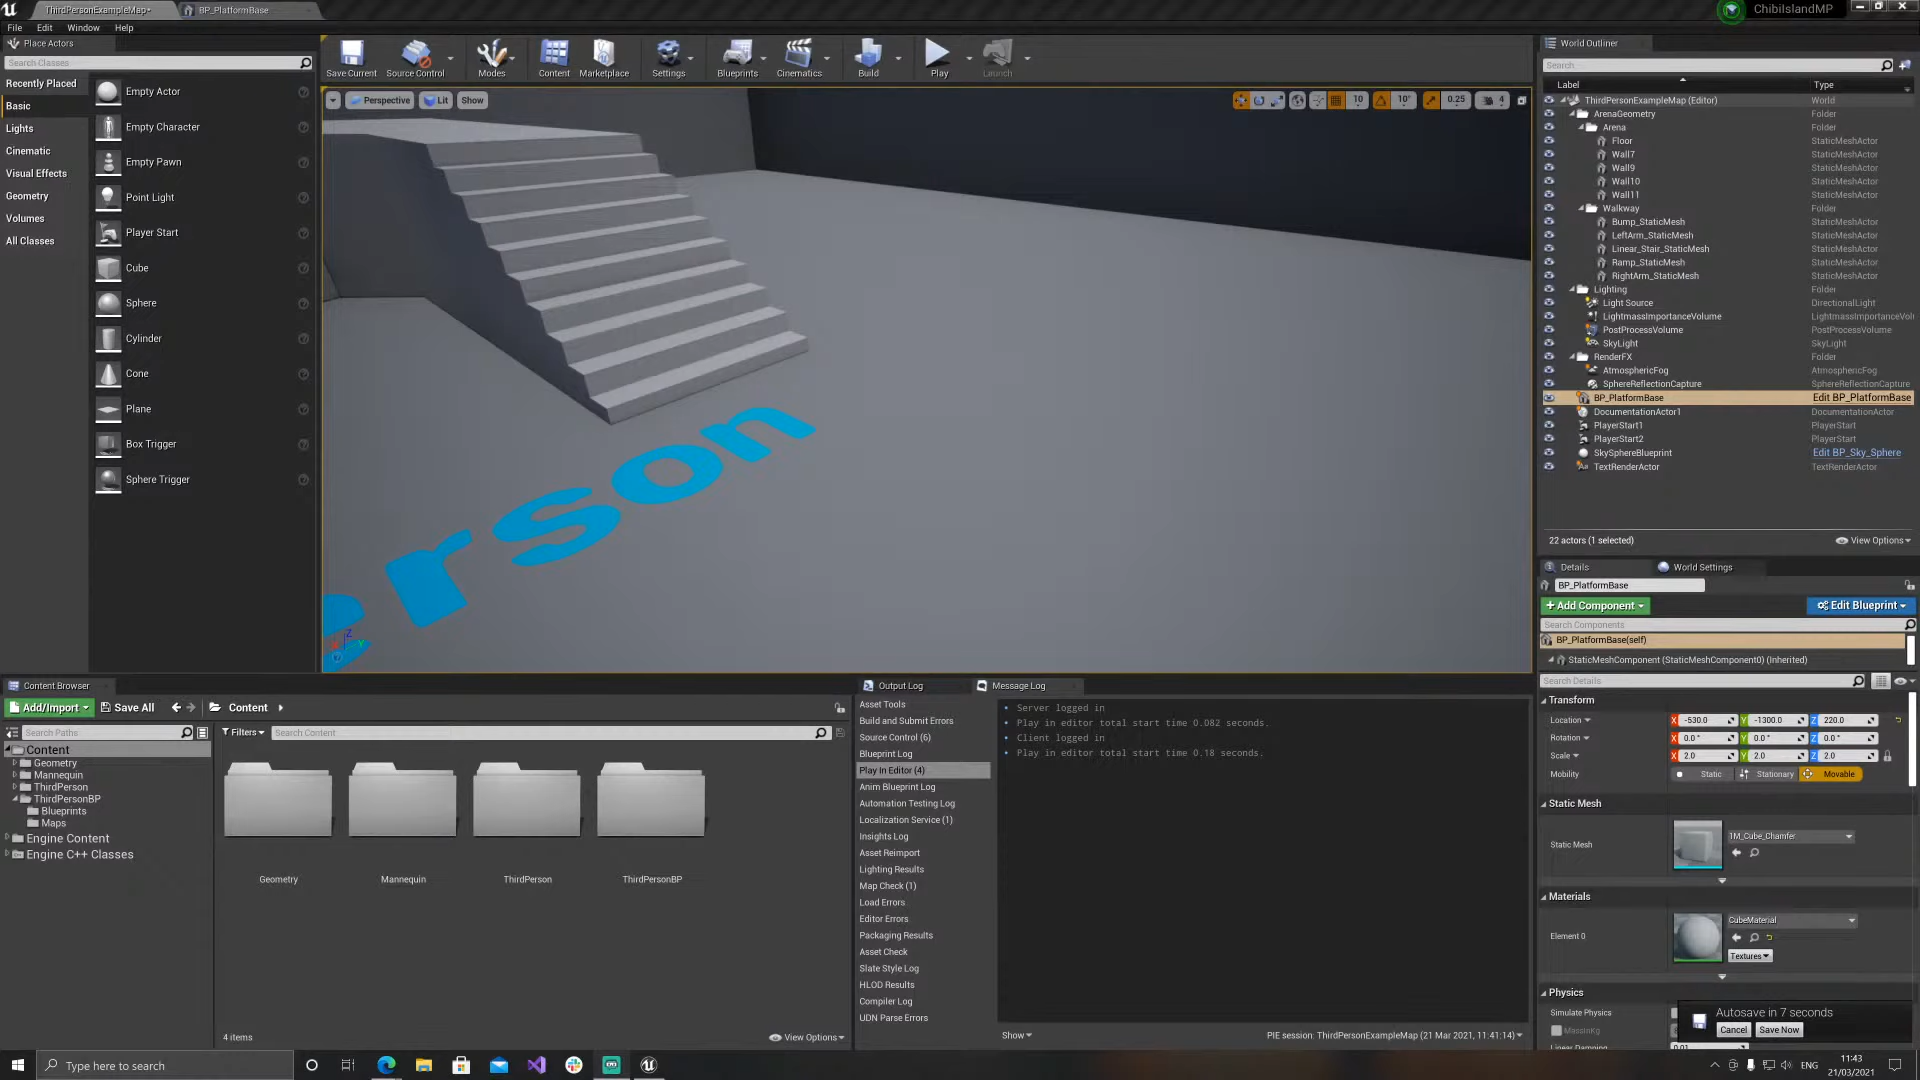 ThirdPersonExampleMap•
BP_PlatformBase
ChibiIslandMP
File Edit Window Help
Place Actors
Search Classes
Recently Placed
Basic
Lights
Cinematic
Visual Effects
Geometry
Volumes
All Classes
Empty Actor
Empty Character
Empty Pawn
Point Light
Player Start
Cube
Sphere
Cylinder
Cone
Plane
Box Trigger
Sphere Trigger
Save Current
Source Control
Modes
Content
Marketplace
Settings
Blueprints
Cinematics
Build
Play
Launch
Perspective Lit Show
10 10° 0.25 4
erson
World Outliner
Search...
Label Type
ThirdPersonExampleMap (Editor) World
ArenaGeometry Folder
Arena Folder
Floor StaticMeshActor
Wall7 StaticMeshActor
Wall9 StaticMeshActor
Wall10 StaticMeshActor
Wall11 StaticMeshActor
Walkway Folder
Bump_StaticMesh StaticMeshActor
LeftArm_StaticMesh StaticMeshActor
Linear_Stair_StaticMesh StaticMeshActor
Ramp_StaticMesh StaticMeshActor
RightArm_StaticMesh StaticMeshActor
Lighting Folder
Light Source DirectionalLight
LightmassImportanceVolume LightmassImportanceVolu
PostProcessVolume PostProcessVolume
SkyLight SkyLight
RenderFX Folder
AtmosphericFog AtmosphericFog
SphereReflectionCapture SphereReflectionCapture
BP_PlatformBase Edit BP_PlatformBase
DocumentationActor1 DocumentationActor
PlayerStart1 PlayerStart
PlayerStart2 PlayerStart
SkySphereBlueprint Edit BP_Sky_Sphere
TextRenderActor TextRenderActor
22 actors (1 selected) View Options
Details World Settings
BP_PlatformBase
+ Add Component Edit Blueprint
Search Components
BP_PlatformBase(self)
StaticMeshComponent (StaticMeshComponent0) (Inherited)
Search Details
Transform
Location X -530.0 Y -1300.0 Z 220.0
Rotation X 0.0° Y 0.0° Z 0.0°
Scale X 2.0 Y 2.0 Z 2.0
Mobility Static Stationary Movable
Static Mesh
Static Mesh 1M_Cube_Chamfer
Materials
Element 0 CubeMaterial
Textures
Physics
Simulate Physics
MassInKg
Linear Damping 0.01
Autosave in 7 seconds
Cancel Save Now
Content Browser
Add/Import Save All Content
Search Paths
Filters Search Content
Content
Geometry
Mannequin
ThirdPerson
ThirdPersonBP
Blueprints
Maps
Engine Content
Engine C++ Classes
Geometry Mannequin ThirdPerson ThirdPersonBP
4 items View Options
Output Log Message Log
Asset Tools
Build and Submit Errors
Source Control (6)
Blueprint Log
Play In Editor (4)
Anim Blueprint Log
Automation Testing Log
Localization Service (1)
Insights Log
Asset Reimport
Lighting Results
Map Check (1)
Load Errors
Editor Errors
Packaging Results
Asset Check
Slate Style Log
HLOD Results
Compiler Log
UDN Parse Errors
• Server logged in
• Play in editor total start time 0.082 seconds.
• Client logged in
• Play in editor total start time 0.18 seconds.
Show PIE session: ThirdPersonExampleMap (21 Mar 2021, 11:41:14)
Type here to search
ENG
11:43
21/03/2021